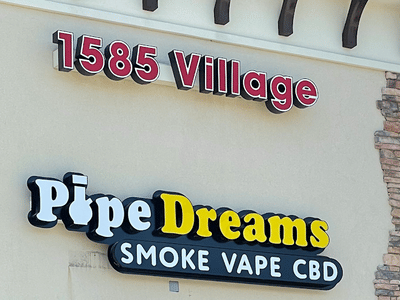 1585 Village
Pipe Dreams
SMOKE VAPE CBD